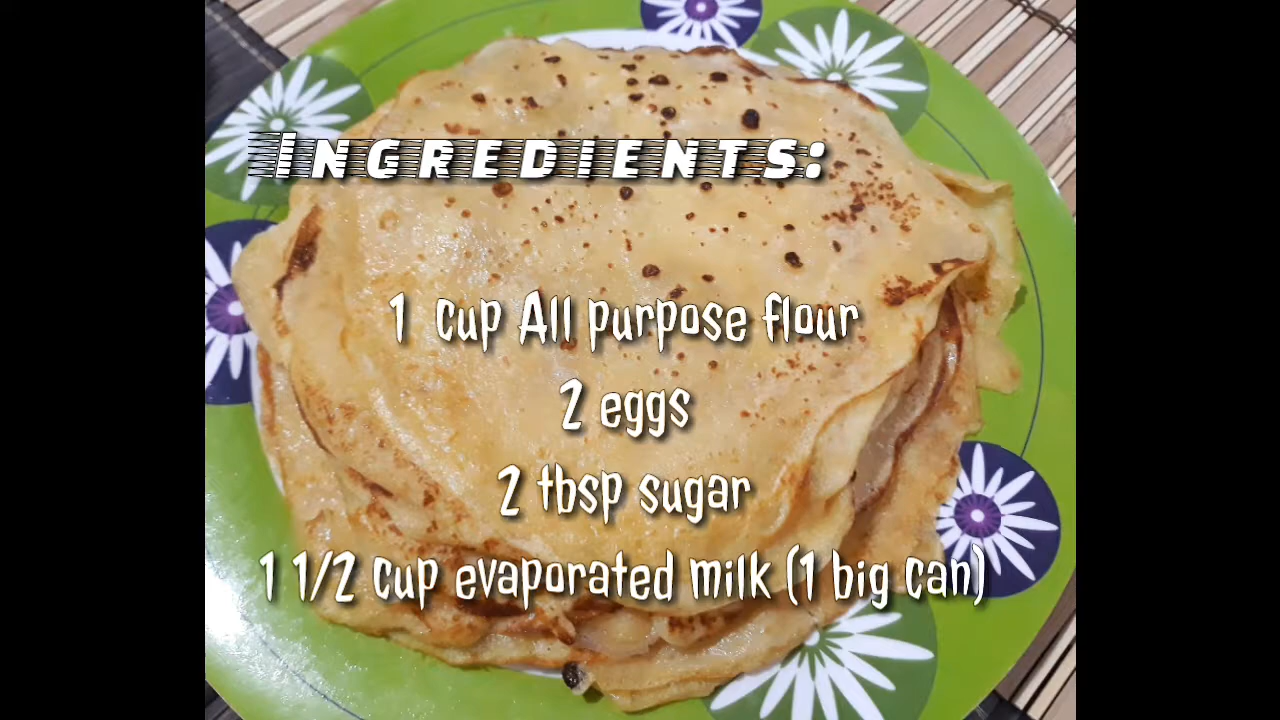 Ingredients:
1 cup All purpose flour
2 eggs
2 tbsp sugar
1 1/2 cup evaporated milk (1 big can)